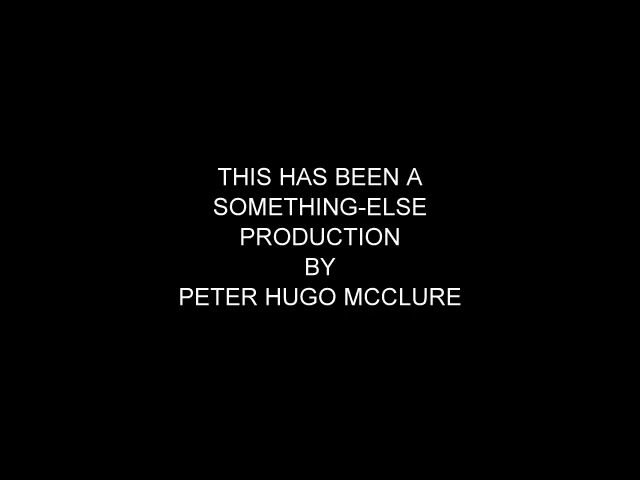 THIS HAS BEEN A
SOMETHING-ELSE
PRODUCTION
BY
PETER HUGO MCCLURE